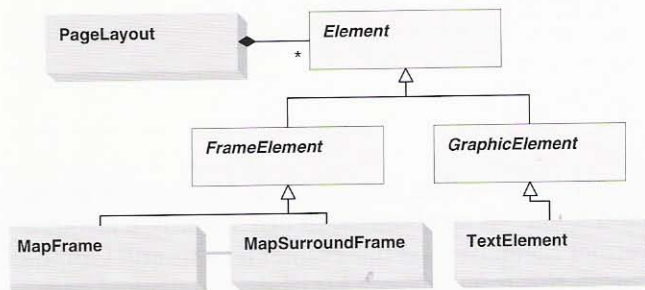 PageLayout
Element
*
FrameElement
GraphicElement
MapFrame
MapSurroundFrame
TextElement